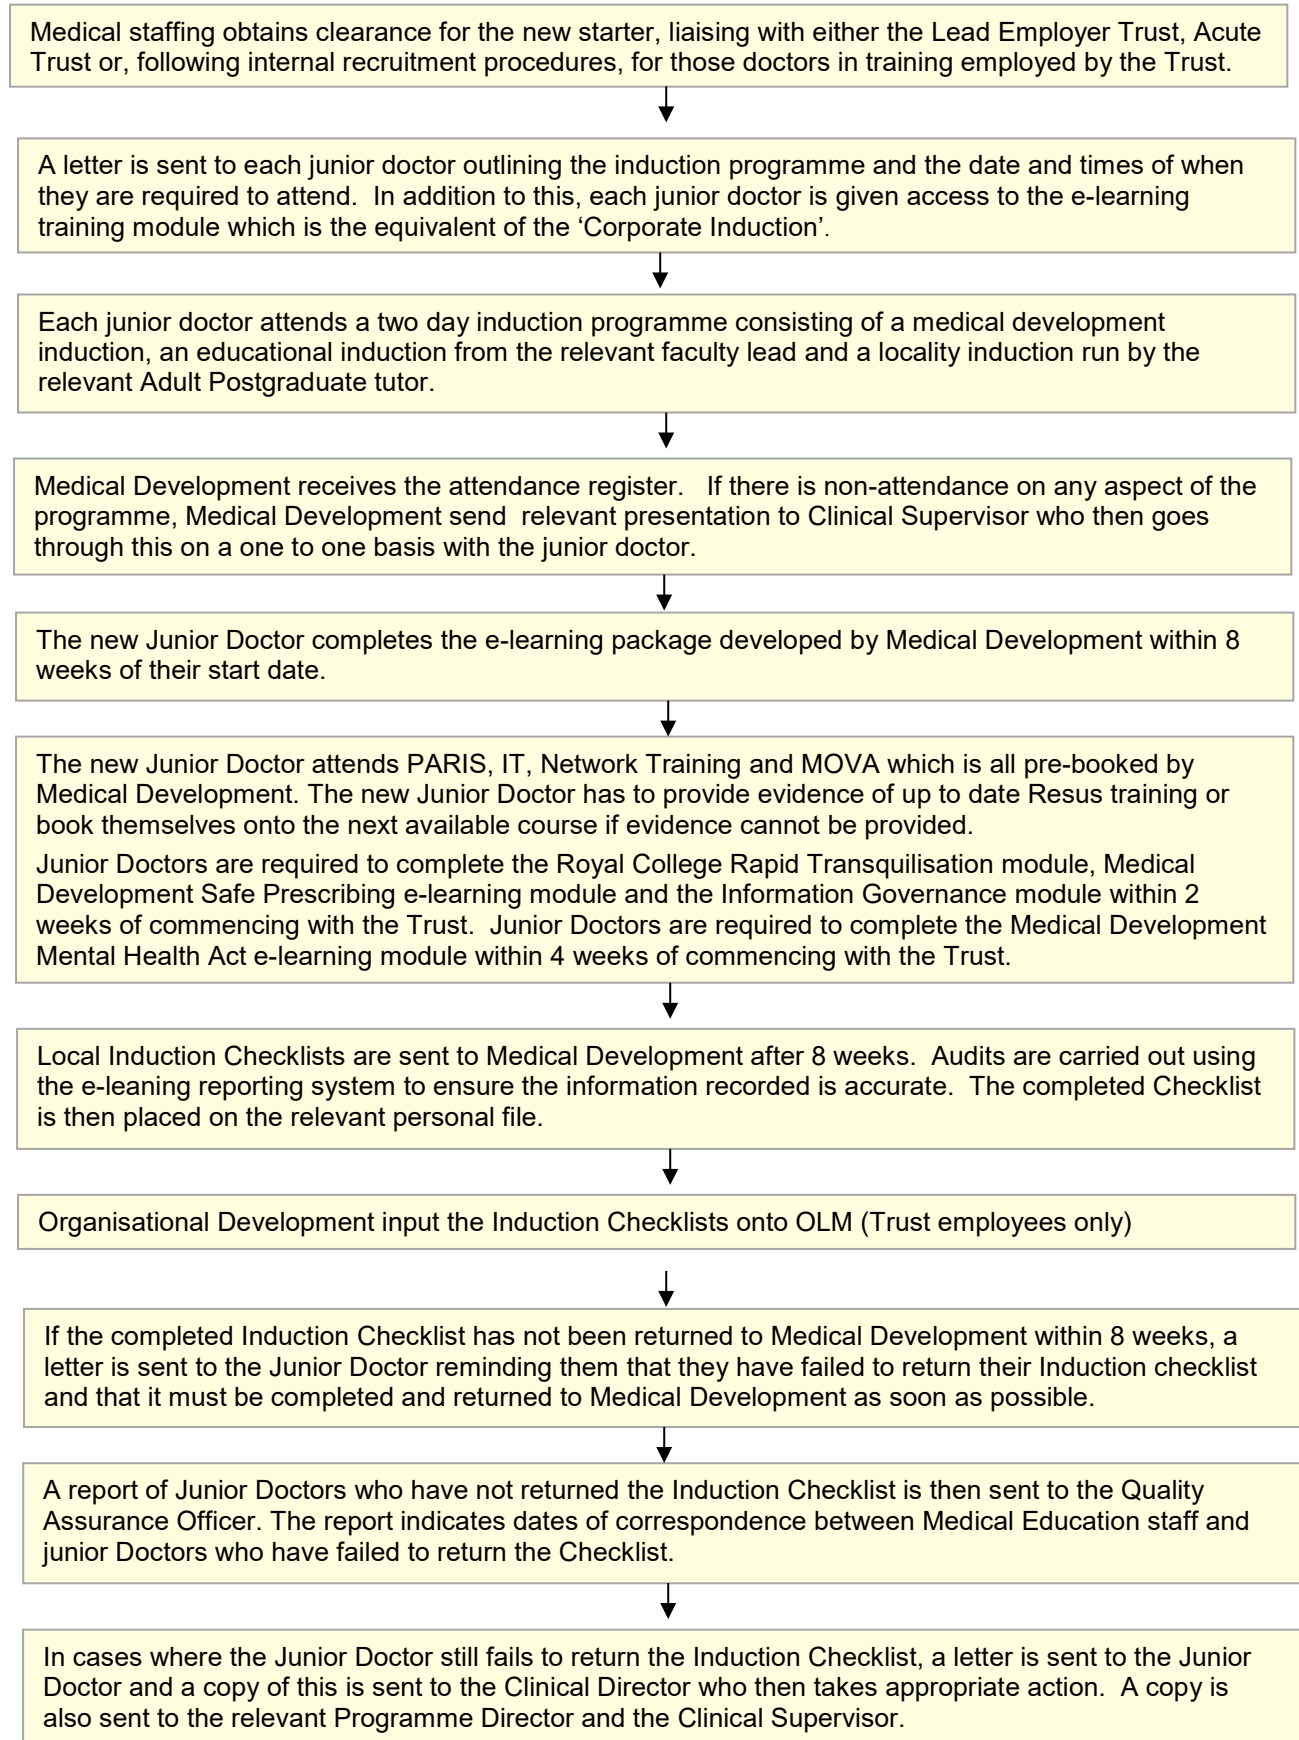 Medical staffing obtains clearance for the new starter, liaising with either the Lead Employer Trust, Acute
Trust or, following internal recruitment procedures, for those doctors in training employed by the Trust.
A letter is sent to each junior doctor outlining the induction programme and the date and times of when
they are required to attend.  In addition to this, each junior doctor is given access to the e-learning
training module which is the equivalent of the ‘Corporate Induction’.
Each junior doctor attends a two day induction programme consisting of a medical development
induction, an educational induction from the relevant faculty lead and a locality induction run by the
relevant Adult Postgraduate tutor.
Medical Development receives the attendance register.   If there is non-attendance on any aspect of the
programme, Medical Development send  relevant presentation to Clinical Supervisor who then goes
through this on a one to one basis with the junior doctor.
The new Junior Doctor completes the e-learning package developed by Medical Development within 8
weeks of their start date.
The new Junior Doctor attends PARIS, IT, Network Training and MOVA which is all pre-booked by
Medical Development. The new Junior Doctor has to provide evidence of up to date Resus training or
book themselves onto the next available course if evidence cannot be provided.
Junior Doctors are required to complete the Royal College Rapid Transquilisation module, Medical
Development Safe Prescribing e-learning module and the Information Governance module within 2
weeks of commencing with the Trust.  Junior Doctors are required to complete the Medical Development
Mental Health Act e-learning module within 4 weeks of commencing with the Trust.
Local Induction Checklists are sent to Medical Development after 8 weeks.  Audits are carried out using
the e-leaning reporting system to ensure the information recorded is accurate.  The completed Checklist
is then placed on the relevant personal file.
Organisational Development input the Induction Checklists onto OLM (Trust employees only)
If the completed Induction Checklist has not been returned to Medical Development within 8 weeks, a
letter is sent to the Junior Doctor reminding them that they have failed to return their Induction checklist
and that it must be completed and returned to Medical Development as soon as possible.
A report of Junior Doctors who have not returned the Induction Checklist is then sent to the Quality
Assurance Officer. The report indicates dates of correspondence between Medical Education staff and
junior Doctors who have failed to return the Checklist.
In cases where the Junior Doctor still fails to return the Induction Checklist, a letter is sent to the Junior
Doctor and a copy of this is sent to the Clinical Director who then takes appropriate action.  A copy is
also sent to the relevant Programme Director and the Clinical Supervisor.